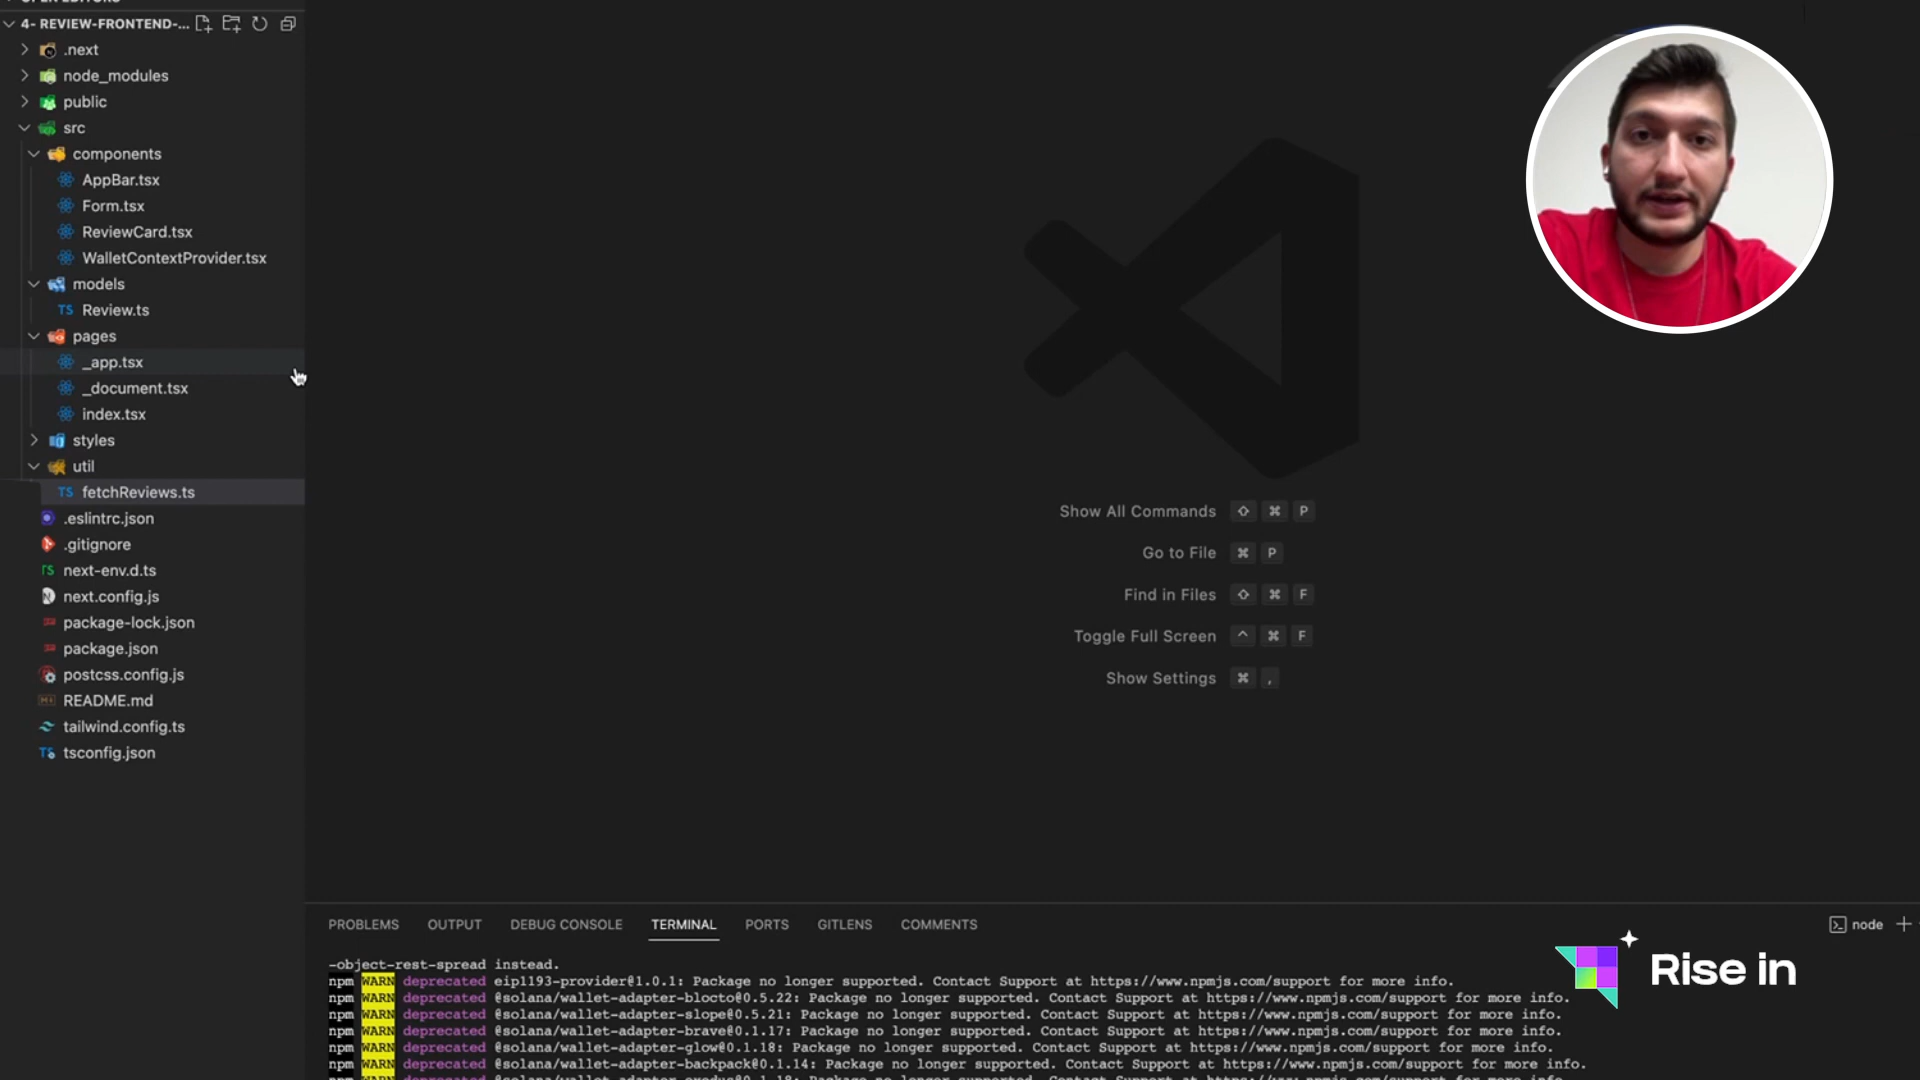 4- REVIEW-FRONTEND-...
.next
node_modules
public
src
components
AppBar.tsx
Form.tsx
ReviewCard.tsx
WalletContextProvider.tsx
models
TS Review.ts
pages
_app.tsx
_document.tsx
index.tsx
styles
util
TS fetchReviews.ts
.eslintrc.json
.gitignore
TS next-env.d.ts
next.config.js
package-lock.json
package.json
postcss.config.js
README.md
tailwind.config.ts
TS tsconfig.json
Show All Commands ⇧ ⌘ P
Go to File ⌘ P
Find in Files ⇧ ⌘ F
Toggle Full Screen ^ ⌘ F
Show Settings ⌘ ,
PROBLEMS OUTPUT DEBUG CONSOLE TERMINAL PORTS GITLENS COMMENTS node
-object-rest-spread instead.
npm WARN deprecated eip1193-provider@1.0.1: Package no longer supported. Contact Support at https://www.npmjs.com/support for more info.
npm WARN deprecated @solana/wallet-adapter-blocto@0.5.22: Package no longer supported. Contact Support at https://www.npmjs.com/support for more info.
npm WARN deprecated @solana/wallet-adapter-slope@0.5.21: Package no longer supported. Contact Support at https://www.npmjs.com/support for more info.
npm WARN deprecated @solana/wallet-adapter-brave@0.1.17: Package no longer supported. Contact Support at https://www.npmjs.com/support for more info.
npm WARN deprecated @solana/wallet-adapter-glow@0.1.18: Package no longer supported. Contact Support at https://www.npmjs.com/support for more info.
npm WARN deprecated @solana/wallet-adapter-backpack@0.1.14: Package no longer supported. Contact Support at https://www.npmjs.com/support for more info.
Rise in